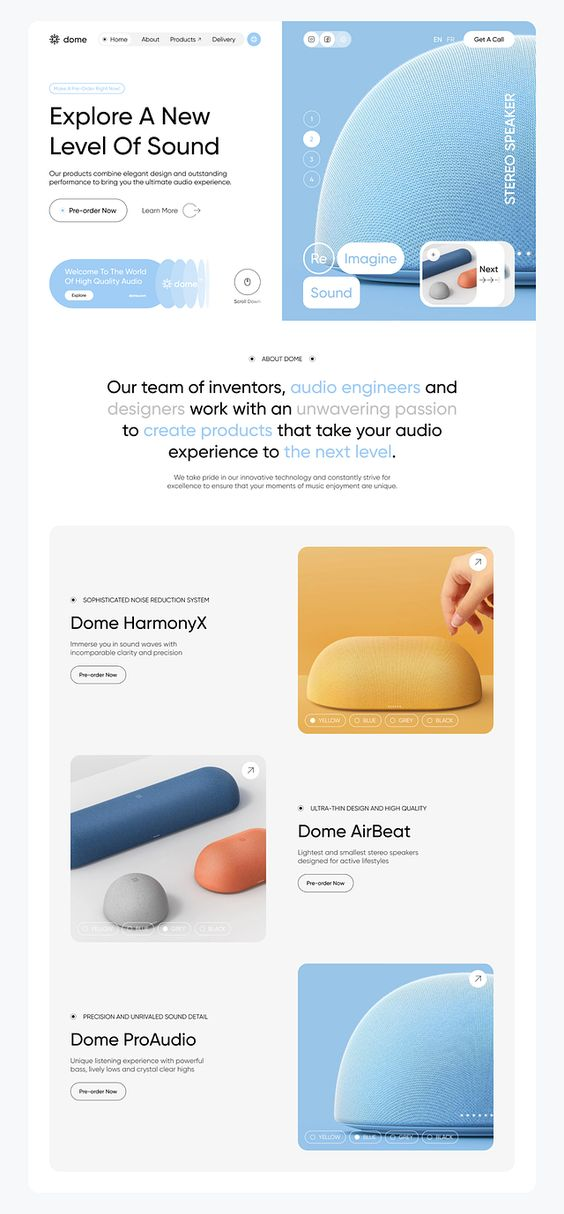 dome
Home
About
Products
Delivery
EN FR
Get A Call
Make A Pre-Order Right Now!
Explore A New
Level Of Sound
Our products combine elegant design and outstanding
performance to bring you the ultimate audio experience.
Pre-order Now
Learn More
Welcome To The World
Of High Quality Audio
Explore
dome
Scroll Down
1
2
3
4
STEREO SPEAKER
Re Imagine
Sound
Next
ABOUT DOME
Our team of inventors, audio engineers and
designers work with an unwavering passion
to create products that take your audio
experience to the next level.
We take pride in our innovative technology and constantly strive for
excellence to ensure that your moments of music enjoyment are unique.
SOPHISTICATED NOISE REDUCTION SYSTEM
Dome HarmonyX
Immerse you in sound waves with
incomparable clarity and precision
Pre-order Now
YELLOW BLUE GREY BLACK
YELLOW BLUE GREY BLACK
ULTRA-THIN DESIGN AND HIGH QUALITY
Dome AirBeat
Lightest and smallest stereo speakers
designed for active lifestyles
Pre-order Now
PRECISION AND UNRIVALED SOUND DETAIL
Dome ProAudio
Unique listening experience with powerful
bass, lively lows and crystal clear highs
Pre-order Now
YELLOW BLUE GREY BLACK